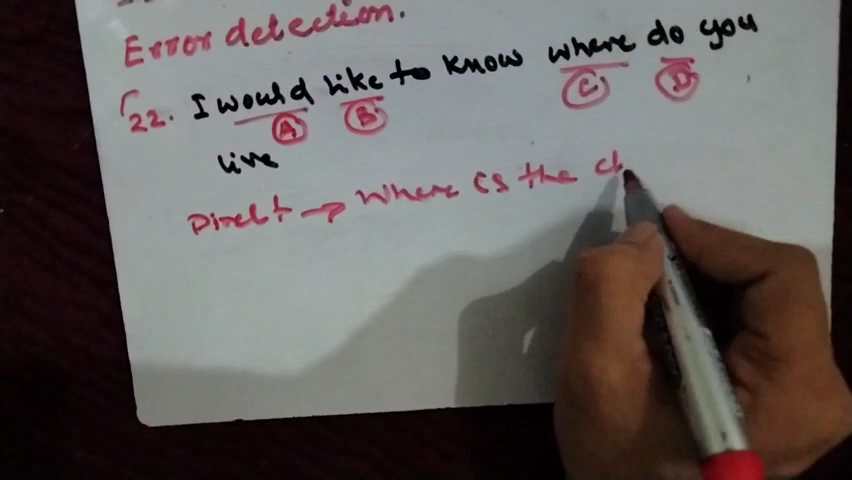 Error detection.
22. I would like to know where do you
A B C D
live
Direct → Where is the